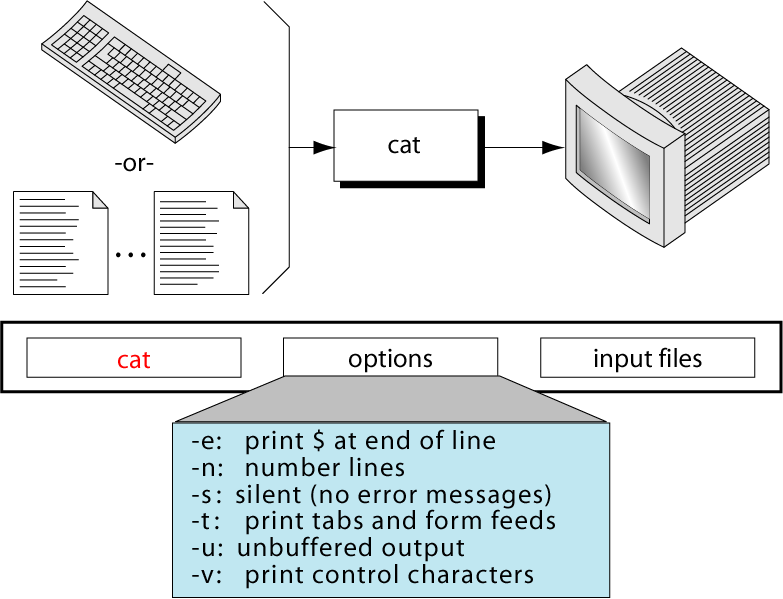 -or-
cat
...
cat
options
input files
-e: print $ at end of line
-n: number lines
-s: silent (no error messages)
-t: print tabs and form feeds
-u: unbuffered output
-v: print control characters